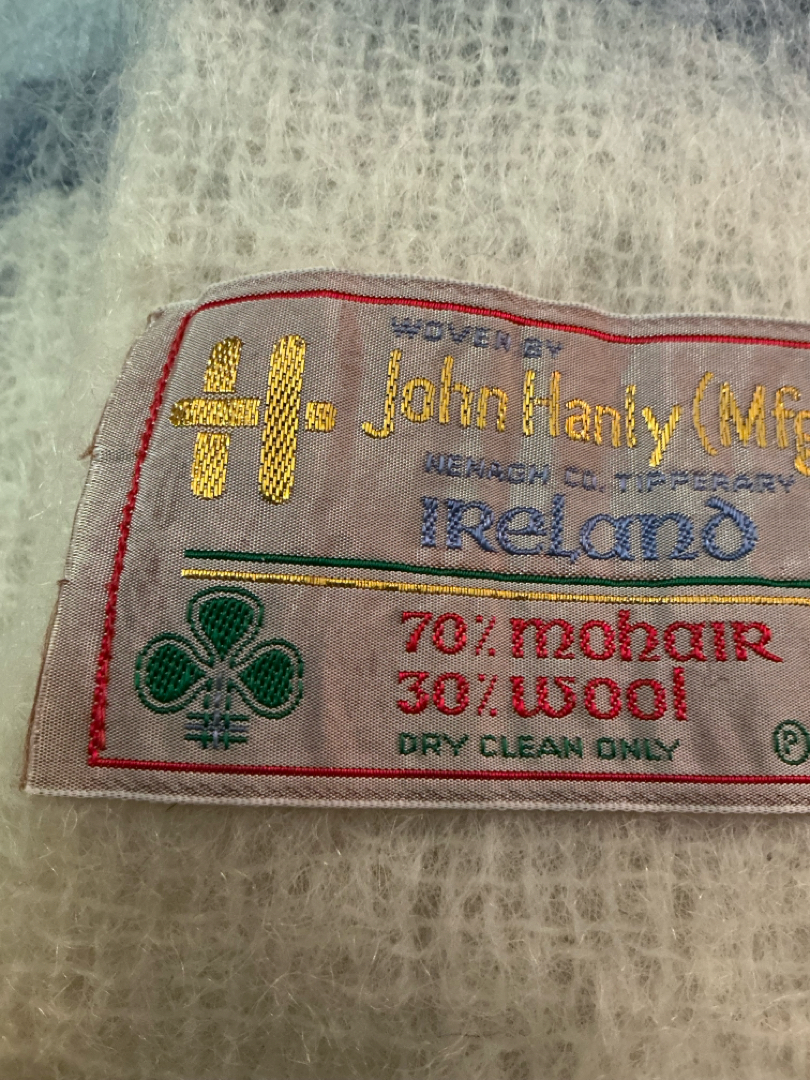 H
WOVEN BY
John Hanly (Mfg
NENAGH CO. TIPPERARY
IRELAND
70% mohair
30% wool
DRY CLEAN ONLY
Ⓟ